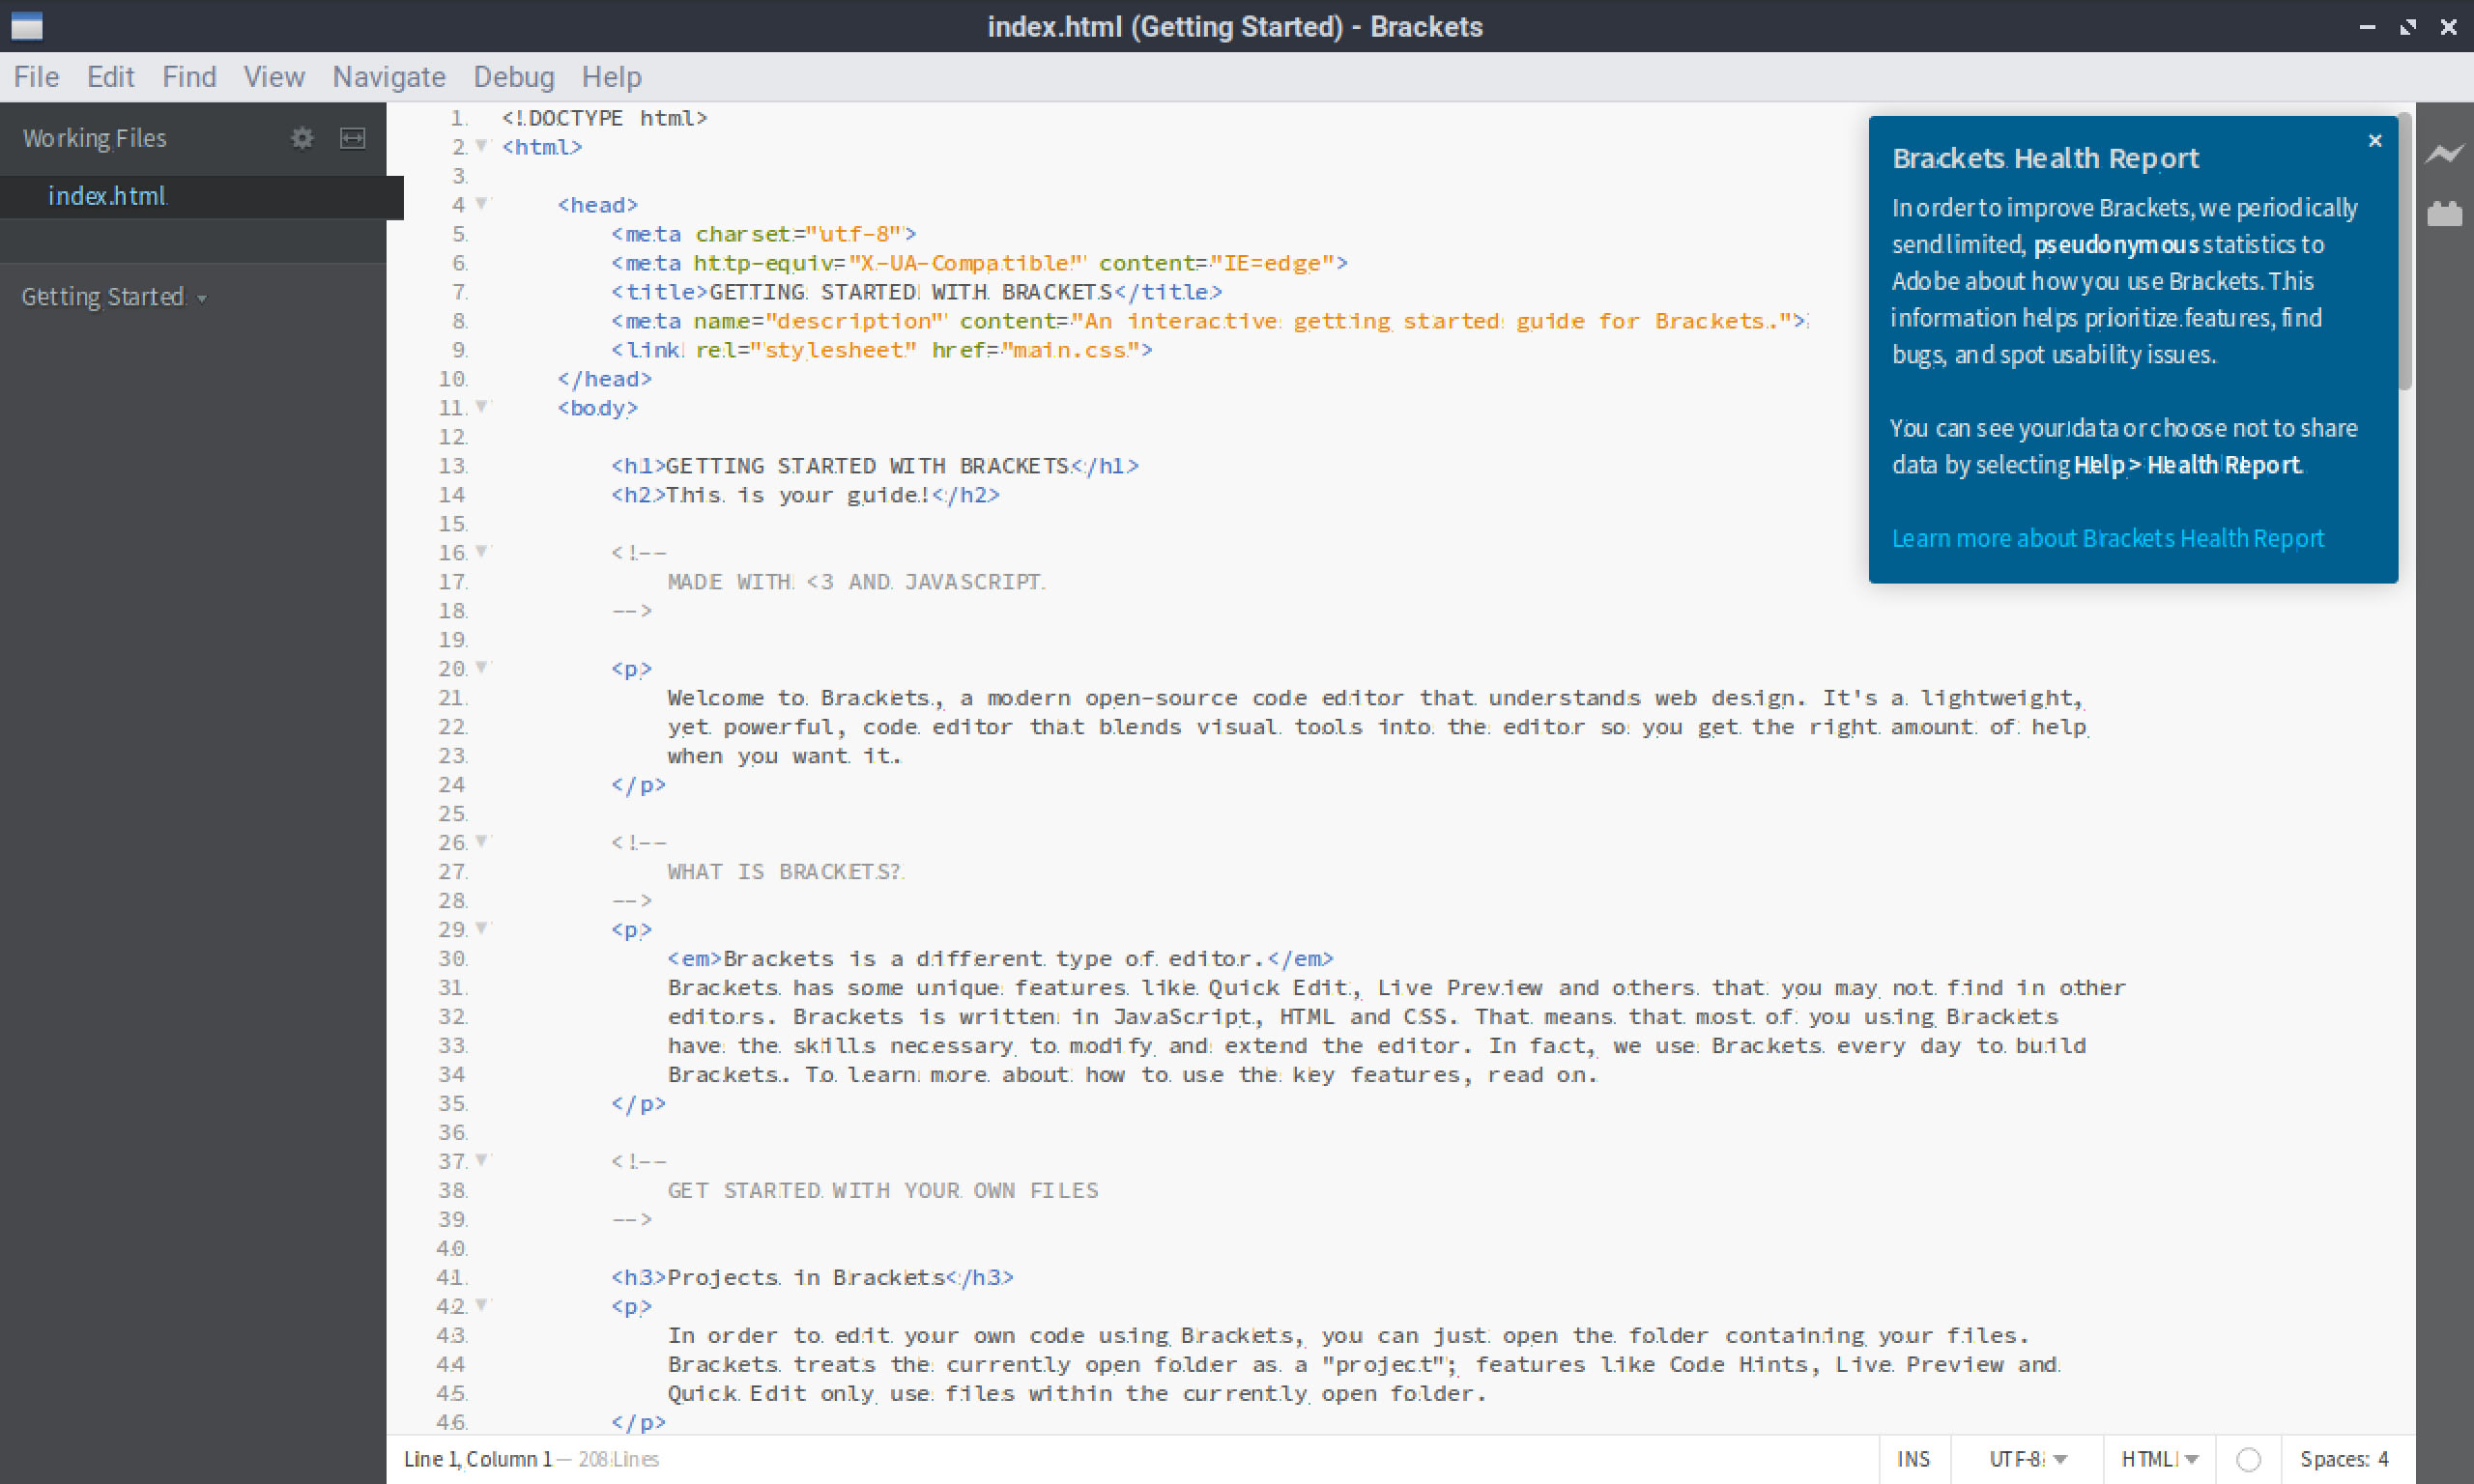 index.html (Getting Started) - Brackets
File Edit Find View Navigate Debug Help
Working Files
index.html
Getting Started
1 <!DOCTYPE html>
2 <html>
3
4 <head>
5 <meta charset="utf-8">
6 <meta http-equiv="X-UA-Compatible" content="IE=edge">
7 <title>GETTING STARTED WITH BRACKETS</title>
8 <meta name="description" content="An interactive getting started guide for Brackets.">
9 <link rel="stylesheet" href="main.css">
10 </head>
11 <body>
12
13 <h1>GETTING STARTED WITH BRACKETS</h1>
14 <h2>This is your guide!</h2>
15
16 <!--
17 MADE WITH <3 AND JAVASCRIPT
18 -->
19
20 <p>
21 Welcome to Brackets, a modern open-source code editor that understands web design. It's a lightweight,
22 yet powerful, code editor that blends visual tools into the editor so you get the right amount of help
23 when you want it.
24 </p>
25
26 <!--
27 WHAT IS BRACKETS?
28 -->
29 <p>
30 <em>Brackets is a different type of editor.</em>
31 Brackets has some unique features like Quick Edit, Live Preview and others that you may not find in other
32 editors. Brackets is written in JavaScript, HTML and CSS. That means that most of you using Brackets
33 have the skills necessary to modify and extend the editor. In fact, we use Brackets every day to build
34 Brackets. To learn more about how to use the key features, read on.
35 </p>
36
37 <!--
38 GET STARTED WITH YOUR OWN FILES
39 -->
40
41 <h3>Projects in Brackets</h3>
42 <p>
43 In order to edit your own code using Brackets, you can just open the folder containing your files.
44 Brackets treats the currently open folder as a "project"; features like Code Hints, Live Preview and
45 Quick Edit only use files within the currently open folder.
46 </p>
Brackets Health Report
In order to improve Brackets, we periodically
send limited, pseudonymous statistics to
Adobe about how you use Brackets. This
information helps prioritize features, find
bugs, and spot usability issues.
You can see your data or choose not to share
data by selecting Help > Health Report.
Learn more about Brackets Health Report
Line 1, Column 1 — 208 Lines
INS UTF-8 HTML Spaces: 4